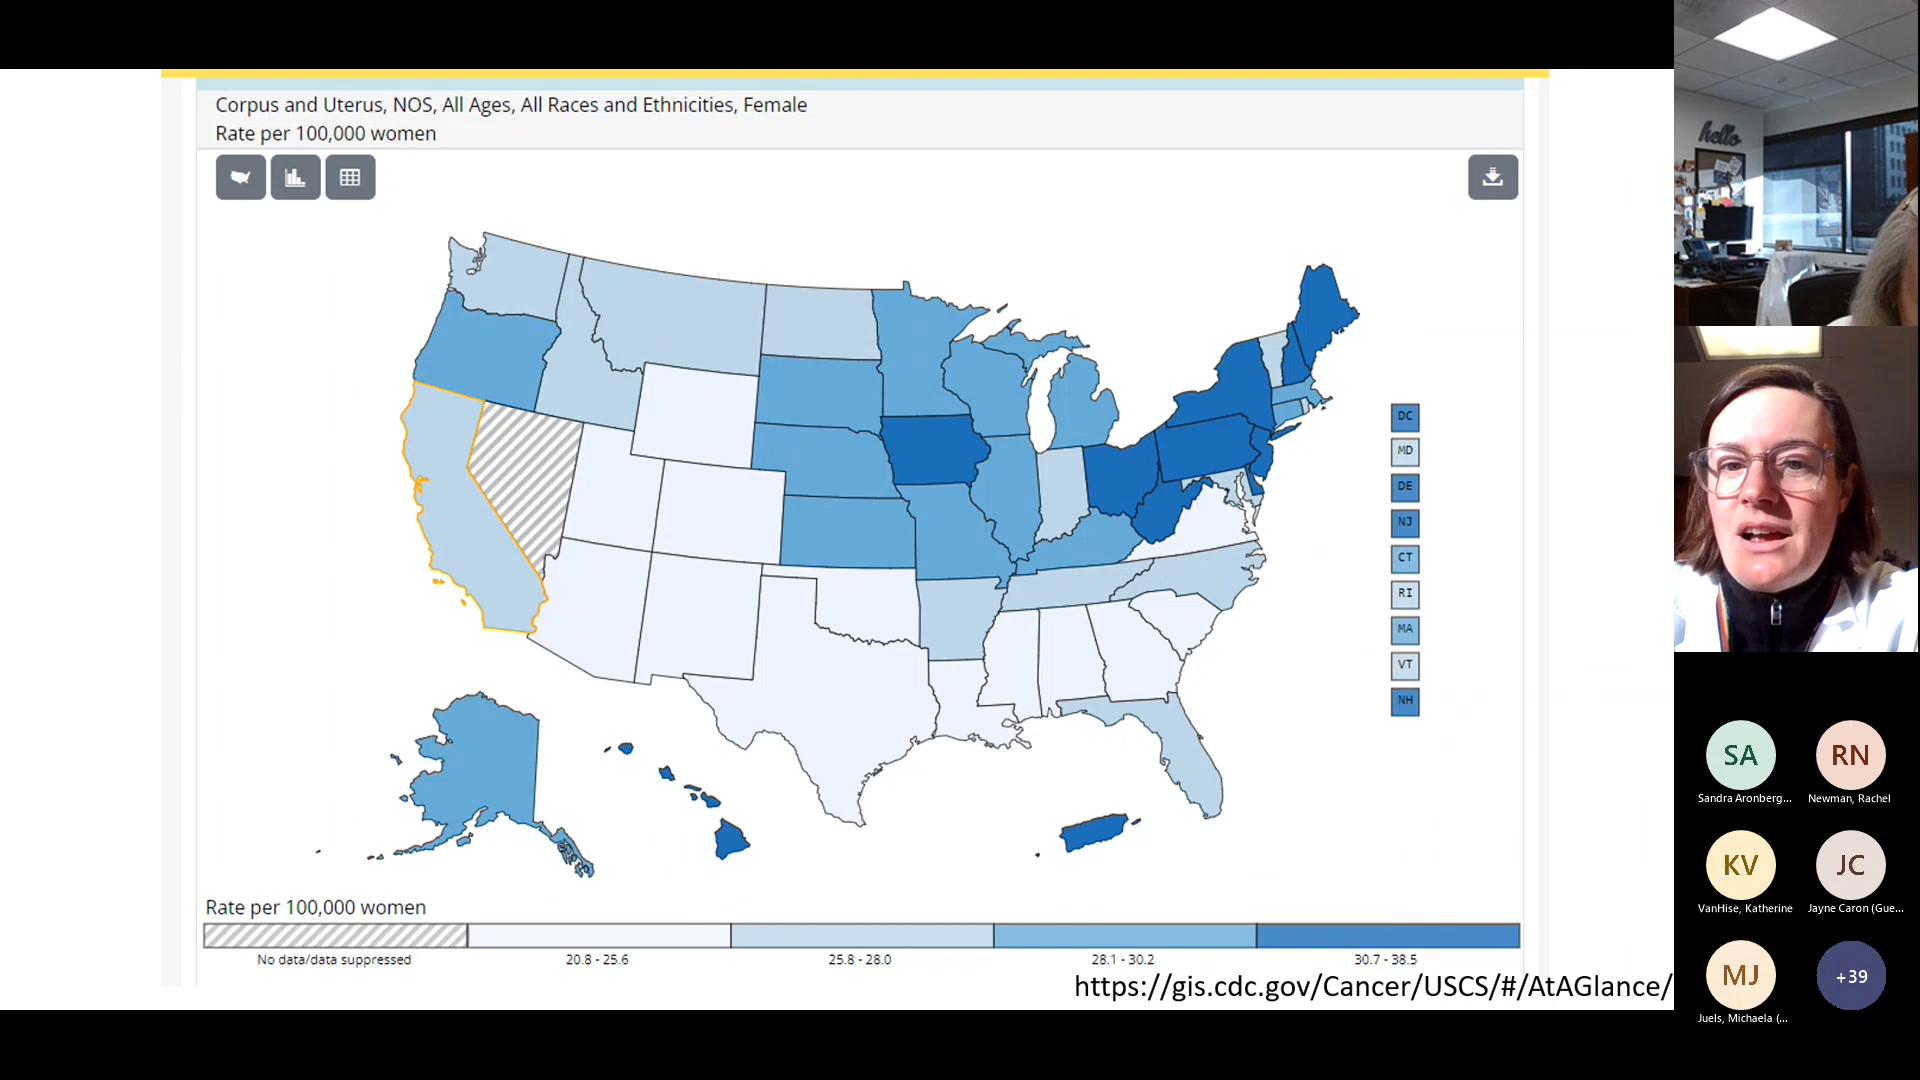 Corpus and Uterus, NOS, All Ages, All Races and Ethnicities, Female
Rate per 100,000 women
hello
DC
MD
DE
NJ
CT
RI
MA
VT
NH
Rate per 100,000 women
No data/data suppressed
20.8 - 25.6
25.8 - 28.0
28.1 - 30.2
30.7 - 38.5
https://gis.cdc.gov/Cancer/USCS/#/AtAGlance/
SA
RN
Sandra Aronberg...
Newman, Rachel
KV
JC
VanHise, Katherine
Jayne Caron (Gue...
MJ
+39
Juels, Michaela (...